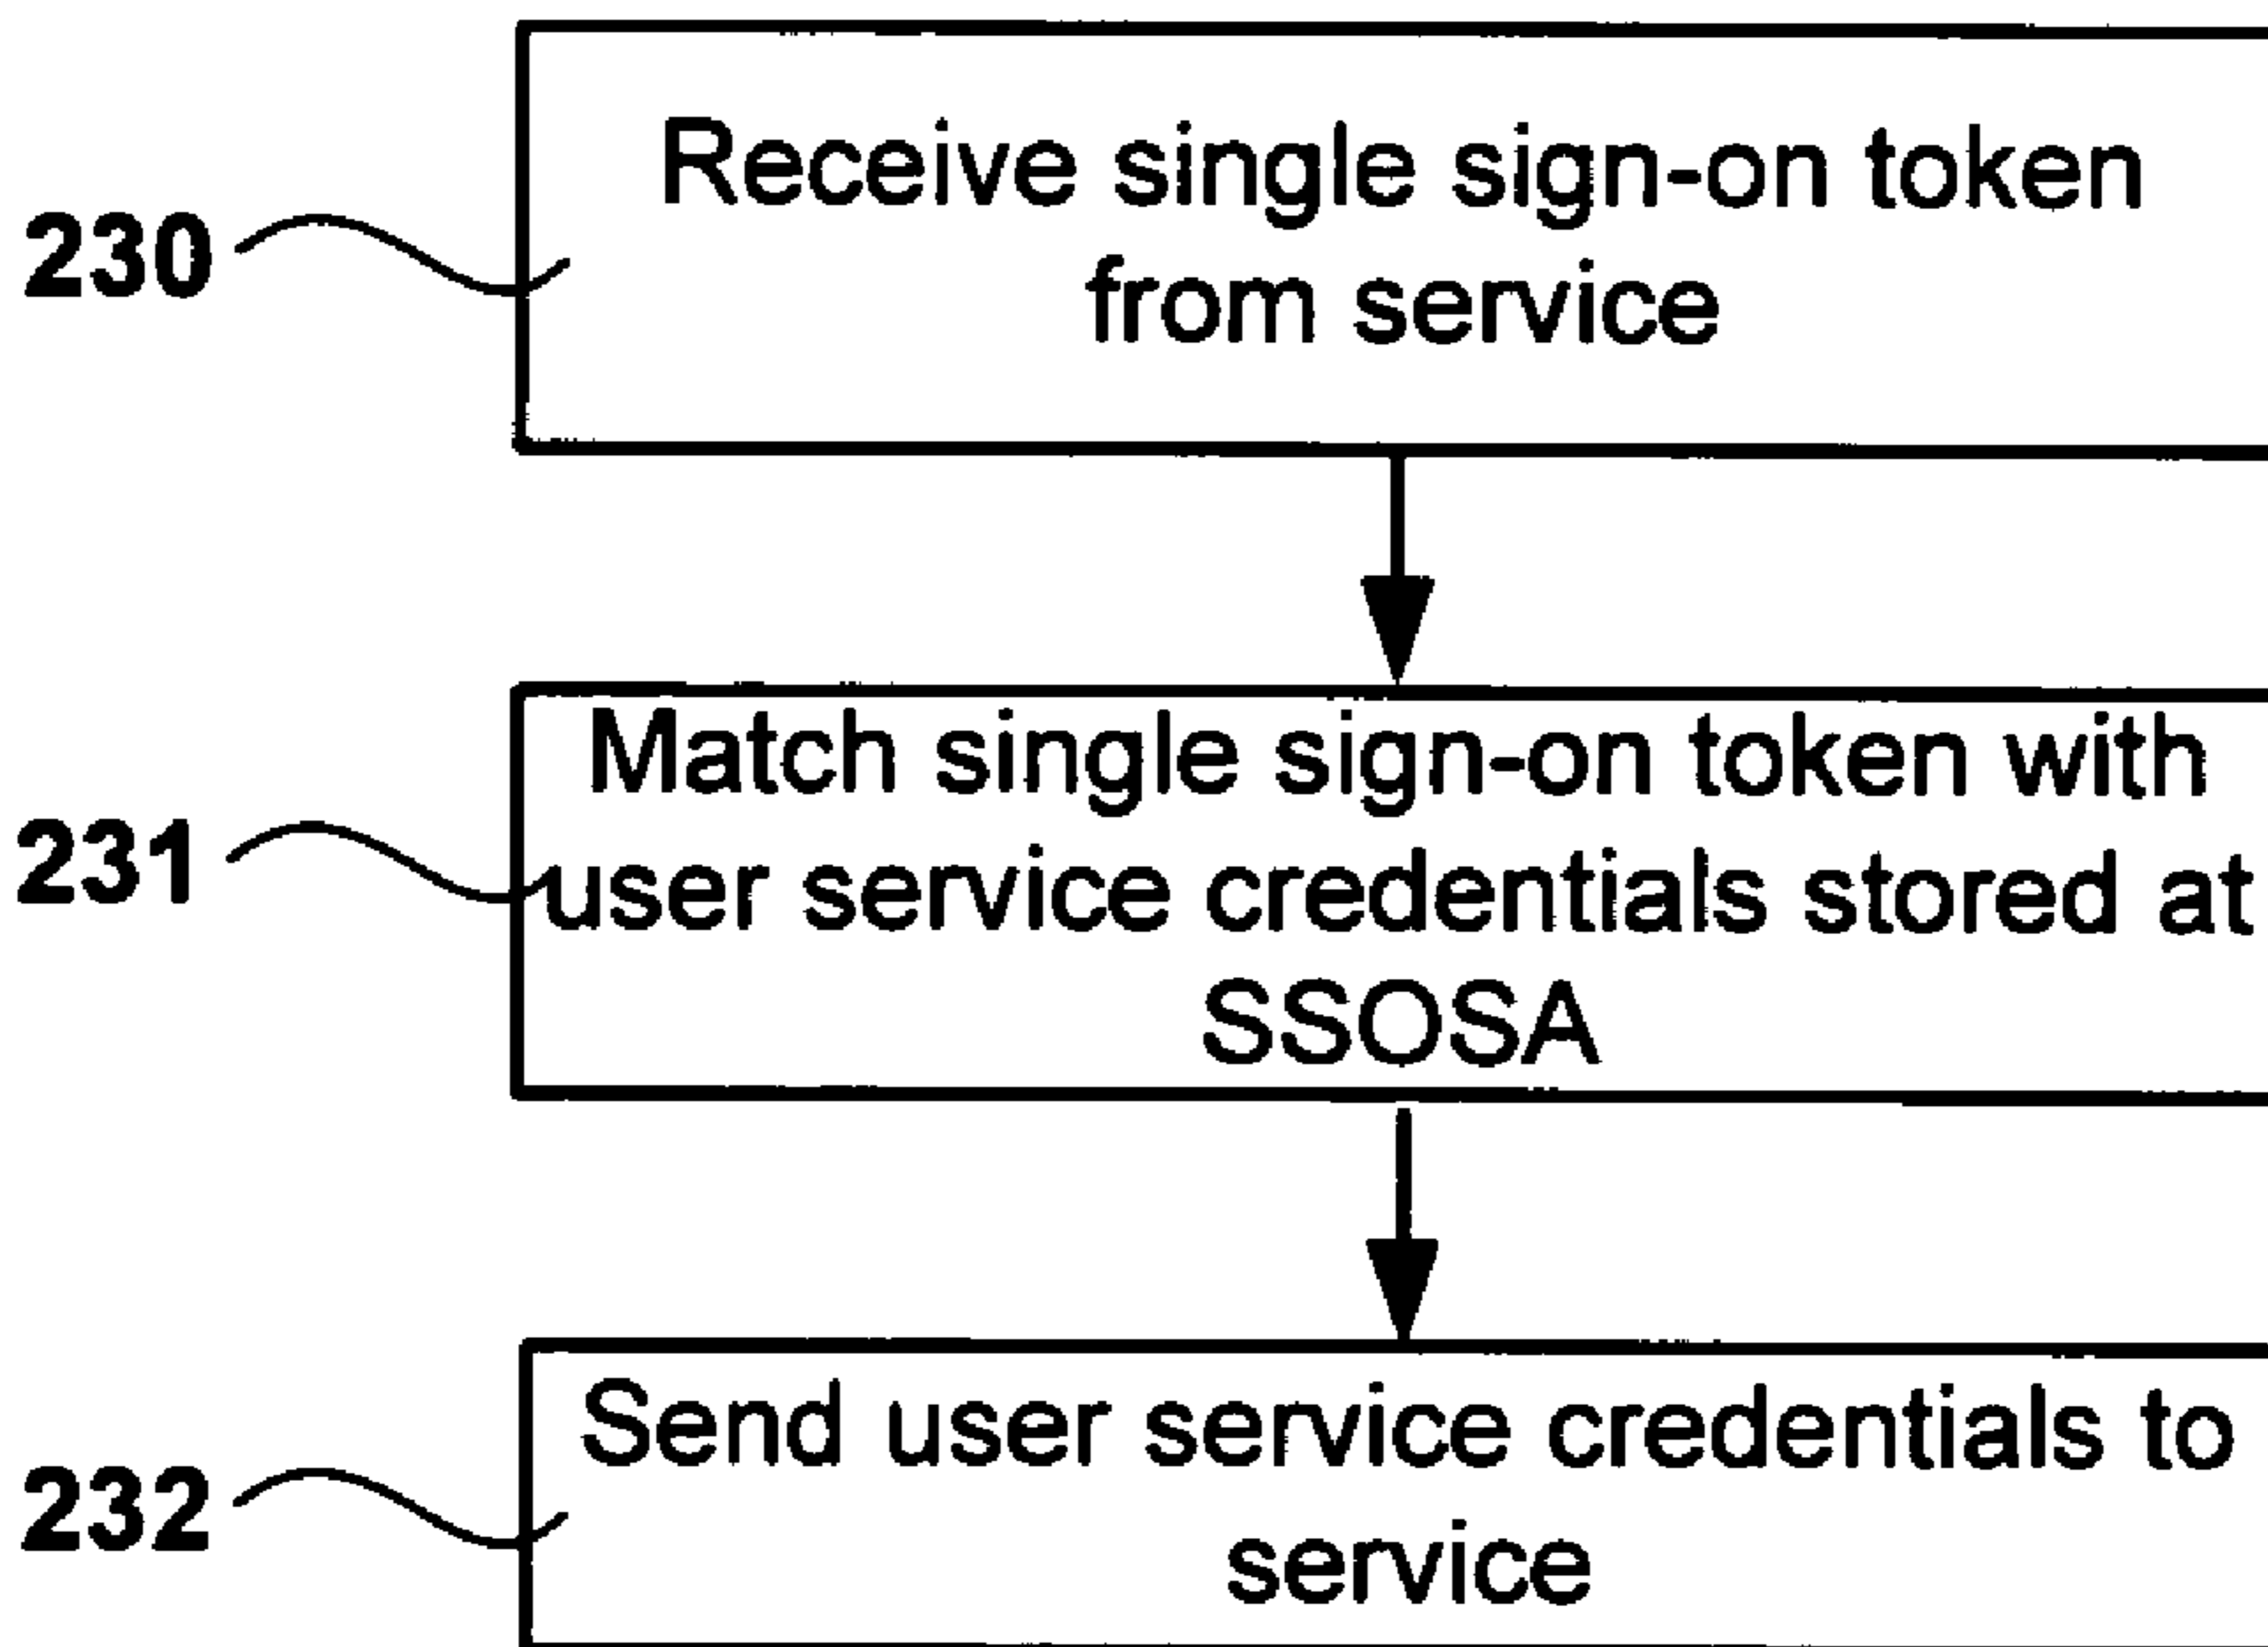 230
Receive single sign-on token
from service
231
Match single sign-on token with
user service credentials stored at
SSOSA
232
Send user service credentials to
service